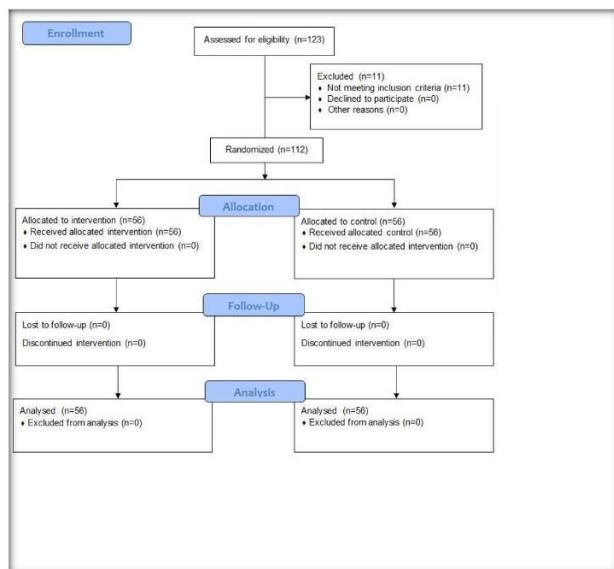 Enrollment
Assessed for eligibility (n=123)
Excluded (n=11)
♦ Not meeting inclusion criteria (n=11)
♦ Declined to participate (n=0)
♦ Other reasons (n=0)
Randomized (n=112)
Allocation
Allocated to intervention (n=56)
♦ Received allocated intervention (n=56)
♦ Did not receive allocated intervention (n=0)
Allocated to control (n=56)
♦ Received allocated control (n=56)
♦ Did not receive allocated intervention (n=0)
Follow-Up
Lost to follow-up (n=0)
Discontinued intervention (n=0)
Lost to follow-up (n=0)
Discontinued intervention (n=0)
Analysis
Analysed (n=56)
♦ Excluded from analysis (n=0)
Analysed (n=56)
♦ Excluded from analysis (n=0)